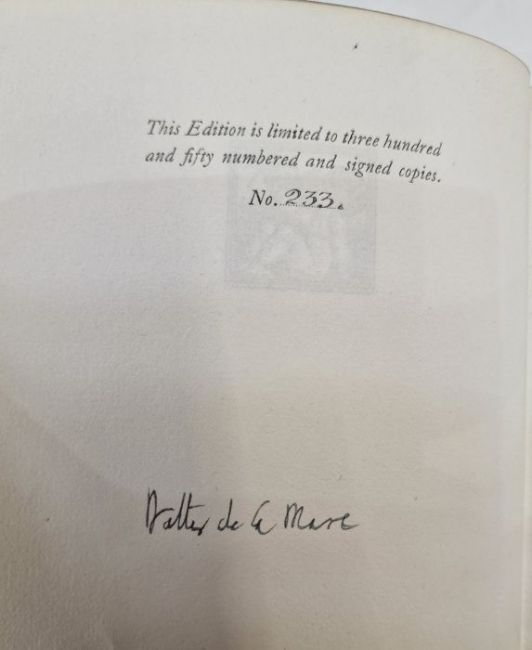 This Edition is limited to three hundred
and fifty numbered and signed copies.
No. 233.
Walter de la Mare